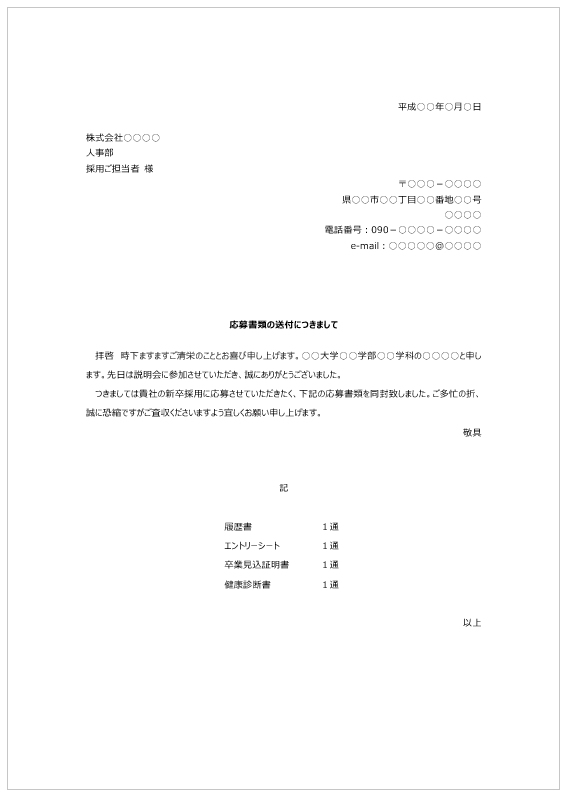 平成○○年○月○日
株式会社○○○○
人事部
採用ご担当者 様
〒○○○－○○○○
県○○市○○丁目○○番地○○号
○○○○
電話番号：090－○○○○－○○○○
e-mail：○○○○○@○○○○
応募書類の送付につきまして
拝啓　時下ますますご清栄のこととお喜び申し上げます。○○大学○○学部○○学科の○○○○と申し
ます。先日は説明会に参加させていただき、誠にありがとうございました。
つきましては貴社の新卒採用に応募させていただきたく、下記の応募書類を同封致しました。ご多忙の折、
誠に恐縮ですがご査収くださいますよう宜しくお願い申し上げます。
敬具
記
履歴書　1通
エントリーシート　1通
卒業見込証明書　1通
健康診断書　1通
以上